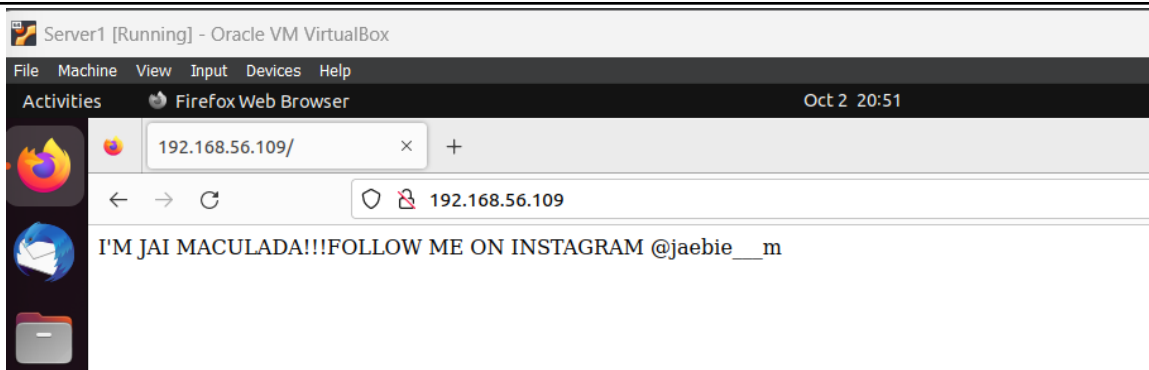 Server1 [Running] - Oracle VM VirtualBox
File Machine View Input Devices Help
Activities Firefox Web Browser Oct 2 20:51
192.168.56.109/
192.168.56.109
I'M JAI MACULADA!!!FOLLOW ME ON INSTAGRAM @jaebie___m